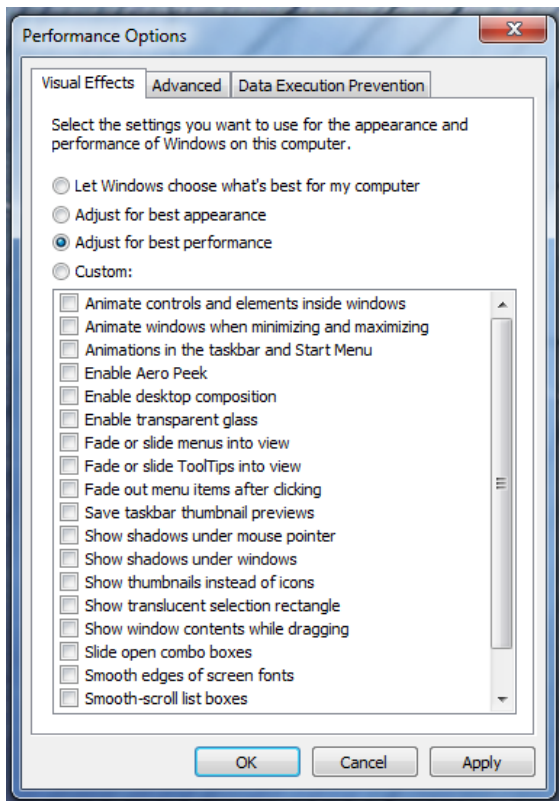 Performance Options
Visual Effects
Advanced
Data Execution Prevention
Select the settings you want to use for the appearance and
performance of Windows on this computer.
Let Windows choose what's best for my computer
Adjust for best appearance
Adjust for best performance
Custom:
Animate controls and elements inside windows
Animate windows when minimizing and maximizing
Animations in the taskbar and Start Menu
Enable Aero Peek
Enable desktop composition
Enable transparent glass
Fade or slide menus into view
Fade or slide ToolTips into view
Fade out menu items after clicking
Save taskbar thumbnail previews
Show shadows under mouse pointer
Show shadows under windows
Show thumbnails instead of icons
Show translucent selection rectangle
Show window contents while dragging
Slide open combo boxes
Smooth edges of screen fonts
Smooth-scroll list boxes
OK
Cancel
Apply